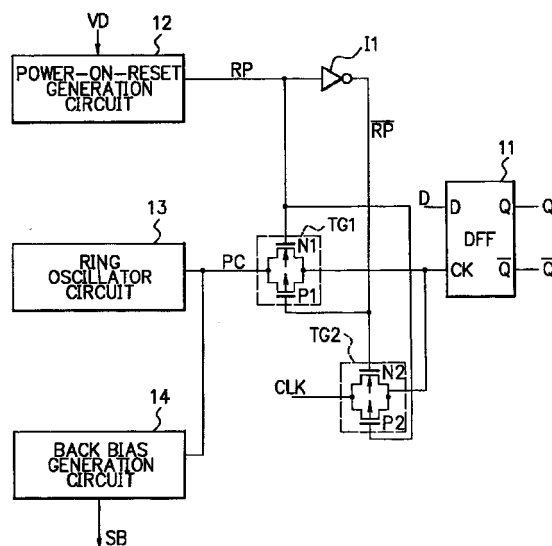 VD
12
POWER-ON-RESET
GENERATION
CIRCUIT
RP
I1
RP
11
D
D
Q
Q
DFF
CK
Q
Q
13
RING
OSCILLATOR
CIRCUIT
PC
N1
TG1
P1
TG2
N2
CLK
P2
14
BACK BIAS
GENERATION
CIRCUIT
SB